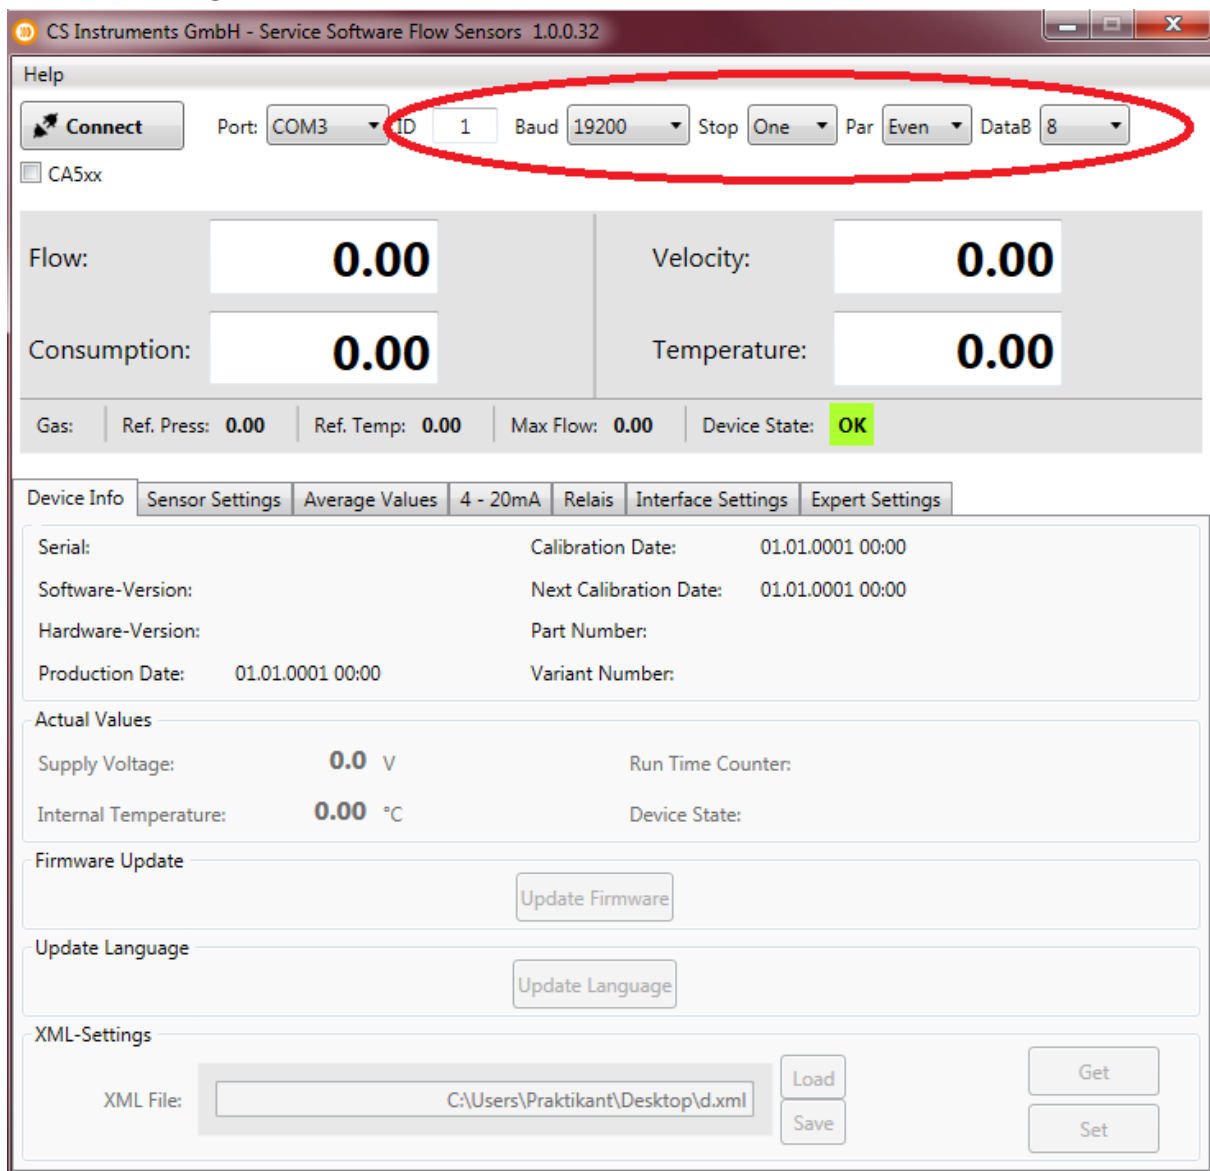 CS Instruments GmbH - Service Software Flow Sensors 1.0.0.32
Help
Connect Port: COM3 ID 1 Baud 19200 Stop One Par Even DataB 8
CA5xx
Flow: 0.00 Velocity: 0.00
Consumption: 0.00 Temperature: 0.00
Gas: Ref. Press: 0.00 Ref. Temp: 0.00 Max Flow: 0.00 Device State: OK
Device Info Sensor Settings Average Values 4 - 20mA Relais Interface Settings Expert Settings
Serial: Calibration Date: 01.01.0001 00:00
Software-Version: Next Calibration Date: 01.01.0001 00:00
Hardware-Version: Part Number:
Production Date: 01.01.0001 00:00 Variant Number:
Actual Values
Supply Voltage: 0.0 V Run Time Counter:
Internal Temperature: 0.00 °C Device State:
Firmware Update
Update Firmware
Update Language
Update Language
XML-Settings
Load Get
XML File: C:\Users\Praktikant\Desktop\d.xml
Save Set